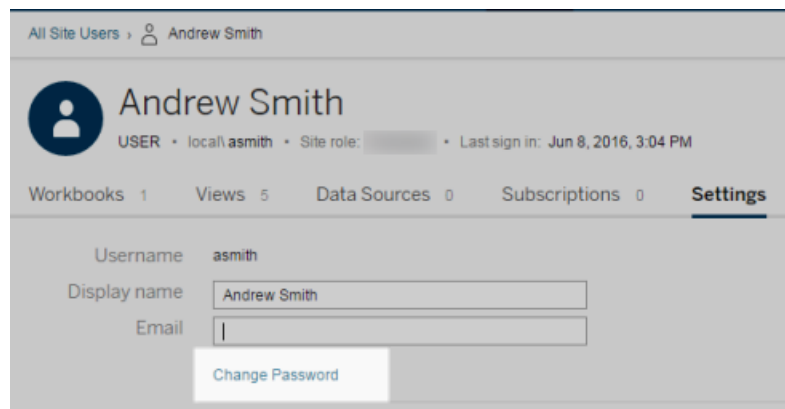 All Site Users › Andrew Smith
Andrew Smith
USER • local\ asmith • Site role: • Last sign in: Jun 8, 2016, 3:04 PM
Workbooks 1 Views 5 Data Sources 0 Subscriptions 0 Settings
Username asmith
Display name Andrew Smith
Email
Change Password